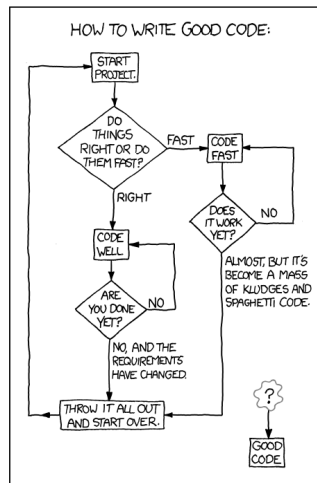 HOW TO WRITE GOOD CODE:
START
PROJECT.
DO
THINGS
RIGHT OR DO
THEM FAST?
FAST
CODE
FAST
RIGHT
DOES
IT WORK
YET?
NO
CODE
WELL
ALMOST, BUT IT'S
BECOME A MASS
OF KLUDGES AND
SPAGHETTI CODE.
ARE
YOU DONE
YET?
NO
NO, AND THE
REQUIREMENTS
HAVE CHANGED.
THROW IT ALL OUT
AND START OVER.
?
GOOD
CODE